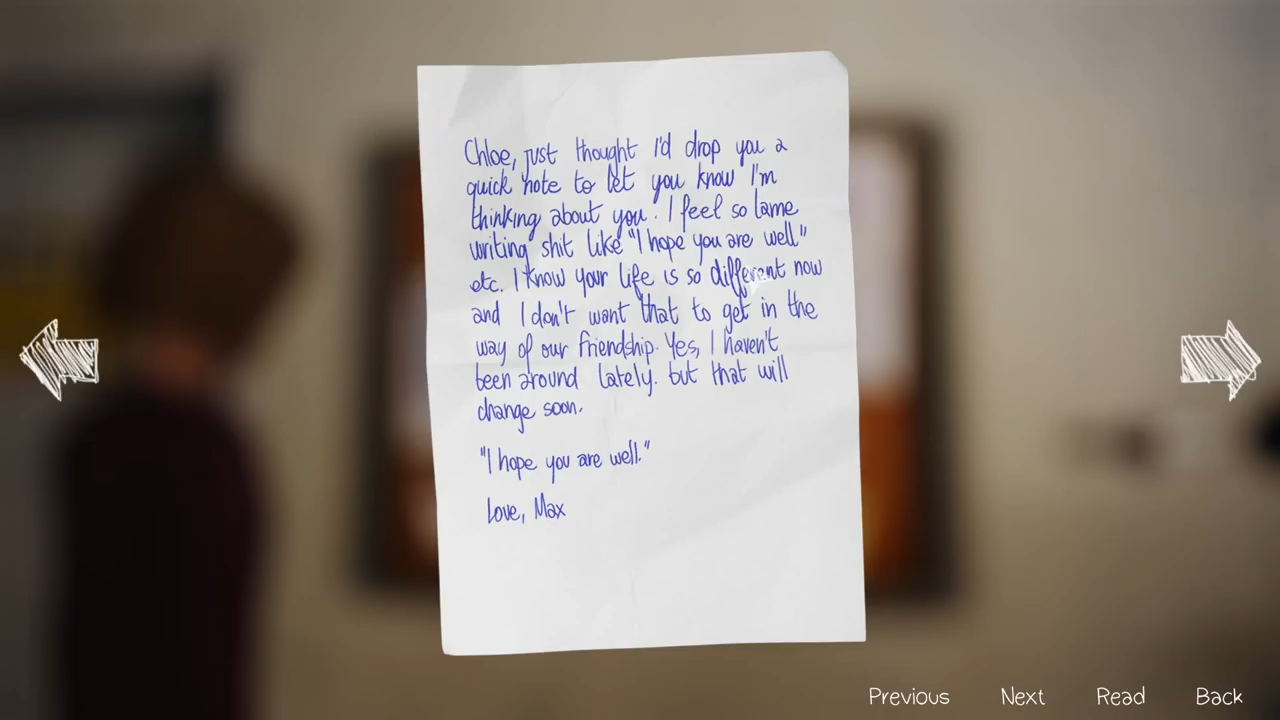 Chloe, just thought I'd drop you a
quick note to let you know I'm
thinking about you. I feel so lame
writing shit like "I hope you are well"
etc. I know your life is so different now
and I don't want that to get in the
way of our friendship. Yes, I haven't
been around lately. but that will
change soon.
"I hope you are well."
Love, Max
Previous Next Read Back